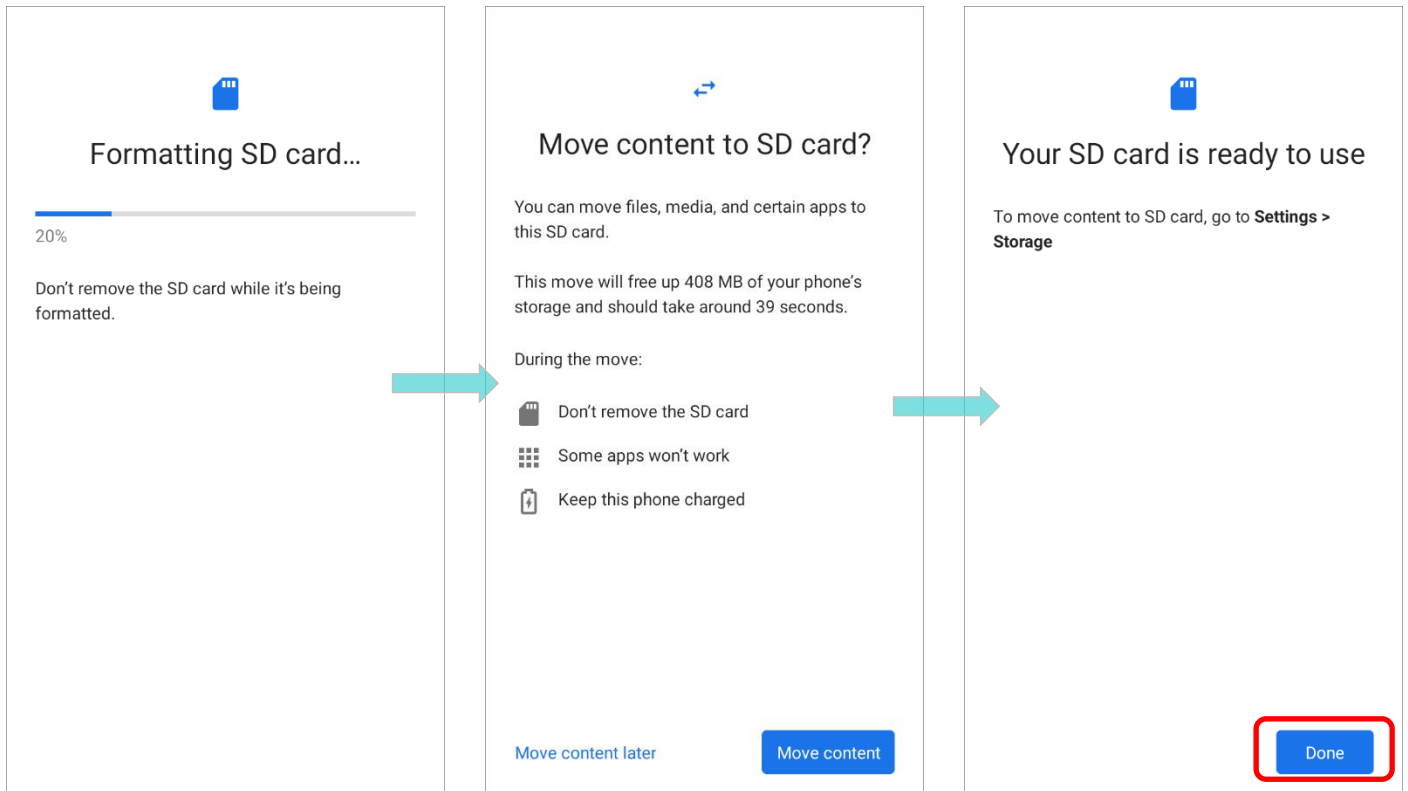 Formatting SD card...
20%
Don't remove the SD card while it's being
formatted.
Move content to SD card?
You can move files, media, and certain apps to
this SD card.
This move will free up 408 MB of your phone's
storage and should take around 39 seconds.
During the move:
Don't remove the SD card
Some apps won't work
Keep this phone charged
Move content later
Move content
Your SD card is ready to use
To move content to SD card, go to Settings >
Storage
Done